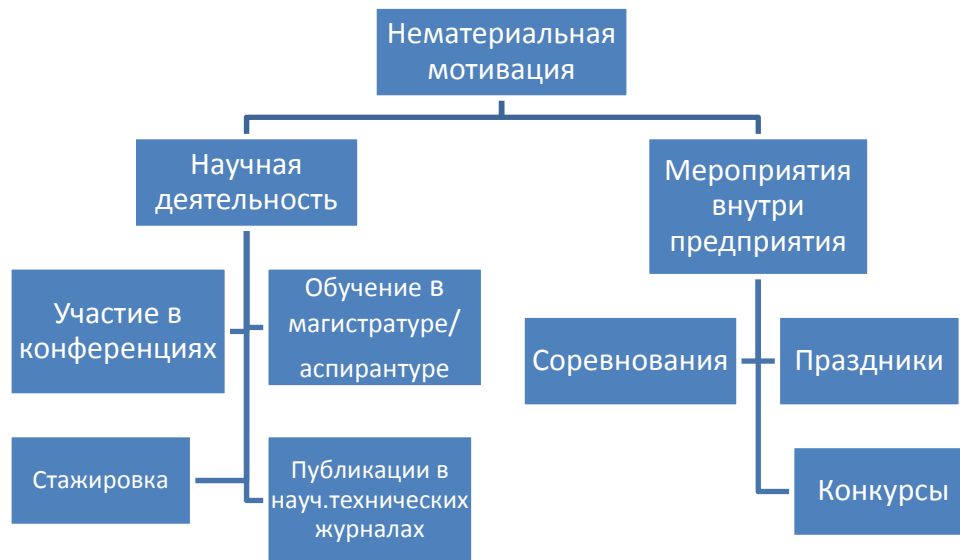 Нематериальная
мотивация
Научная
деятельность
Мероприятия
внутри
предприятия
Участие в
конференциях
Обучение в
магистратуре/
аспирантуре
Соревнования
Праздники
Стажировка
Публикации в
науч.технических
журналах
Конкурсы